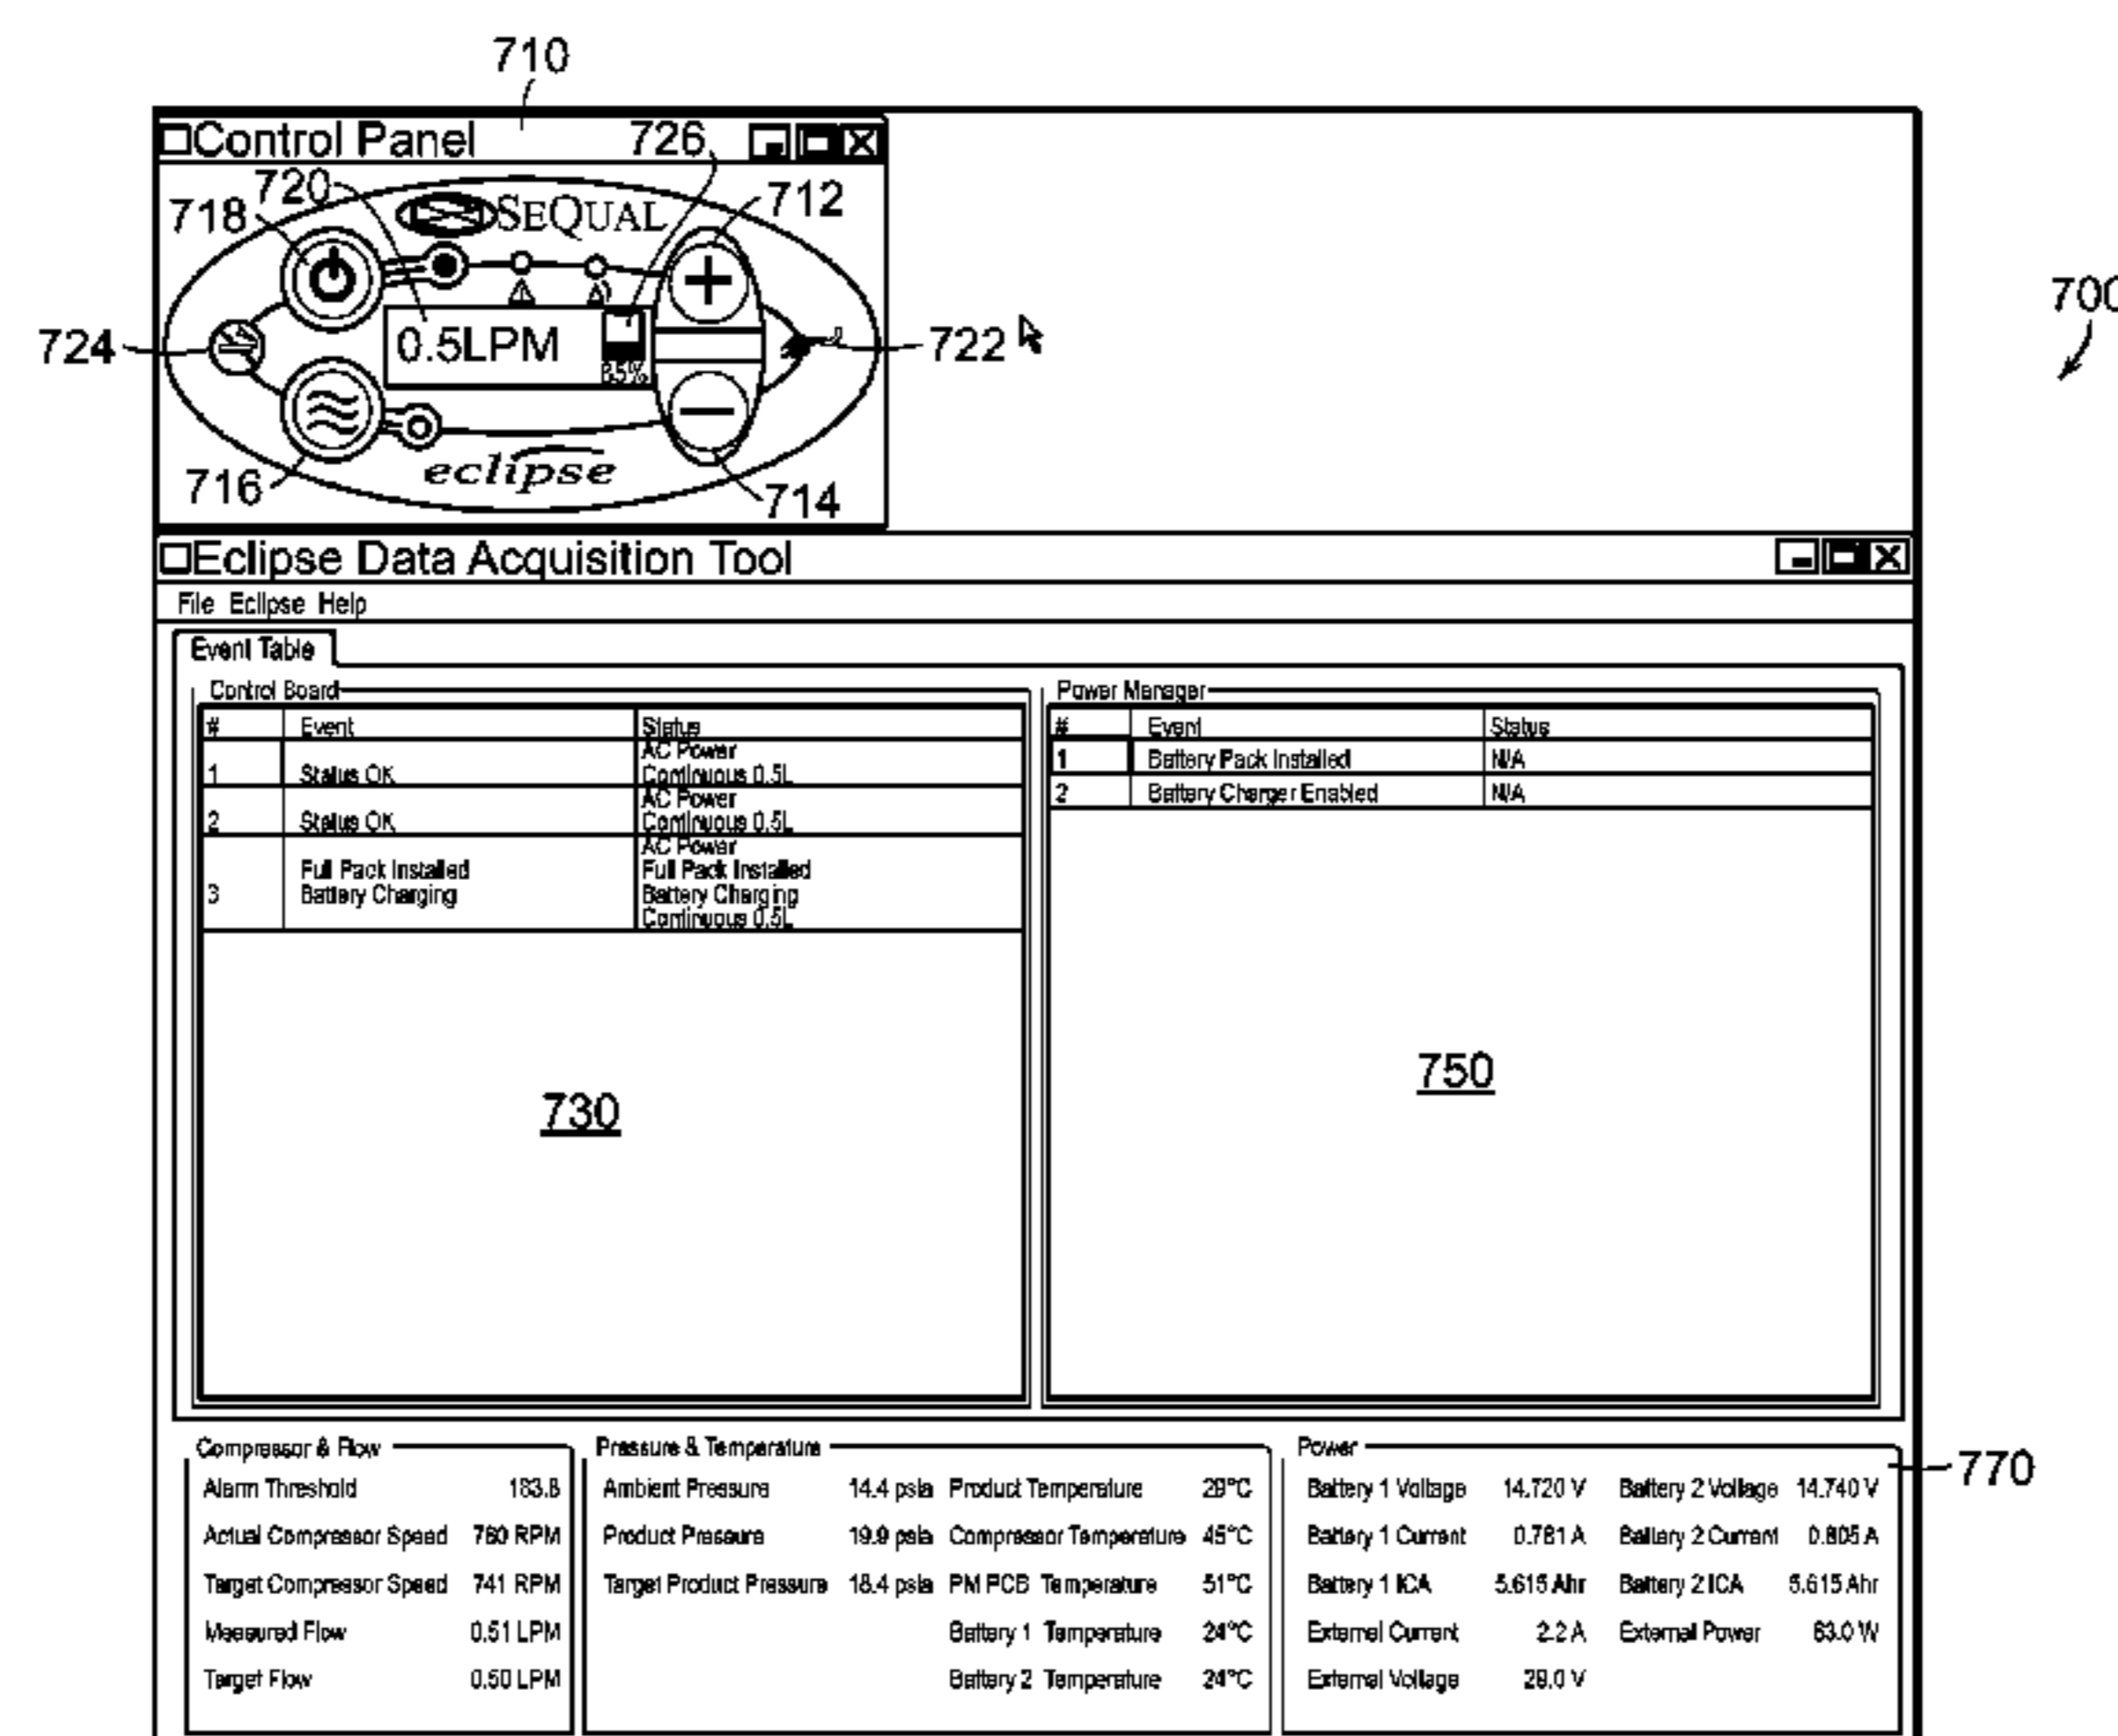 710
Control Panel
726
720
712
718
SEQUAL
700
724
0.5LPM
722
716
eclipse
714
Eclipse Data Acquisition Tool
File Eclipse Help
Event Table
Control Board
# Event Status
1 Status OK AC Power
Continuous 0.5L
2 Status OK AC Power
Continuous 0.5L
3 Full Pack Installed
Battery Charging
AC Power
Full Pack Installed
Battery Charging
Continuous 0.5L
730
Power Manager
# Event Status
1 Battery Pack Installed N/A
2 Battery Charger Enabled N/A
750
Compressor & Flow
Alarm Threshold 183.8
Actual Compressor Speed 760 RPM
Target Compressor Speed 741 RPM
Measured Flow 0.51 LPM
Target Flow 0.50 LPM
Pressure & Temperature
Ambient Pressure 14.4 psia Product Temperature 29°C
Product Pressure 19.9 psia Compressor Temperature 45°C
Target Product Pressure 18.4 psia PM PCB Temperature 51°C
Battery 1 Temperature 24°C
Battery 2 Temperature 24°C
Power
Battery 1 Voltage 14.720 V Battery 2 Voltage 14.740 V
Battery 1 Current 0.781 A Battery 2 Current 0.805 A
Battery 1 ICA 5.615 Ahr Battery 2 ICA 5.615 Ahr
External Current 2.2 A External Power 63.0 W
External Voltage 29.0 V
770